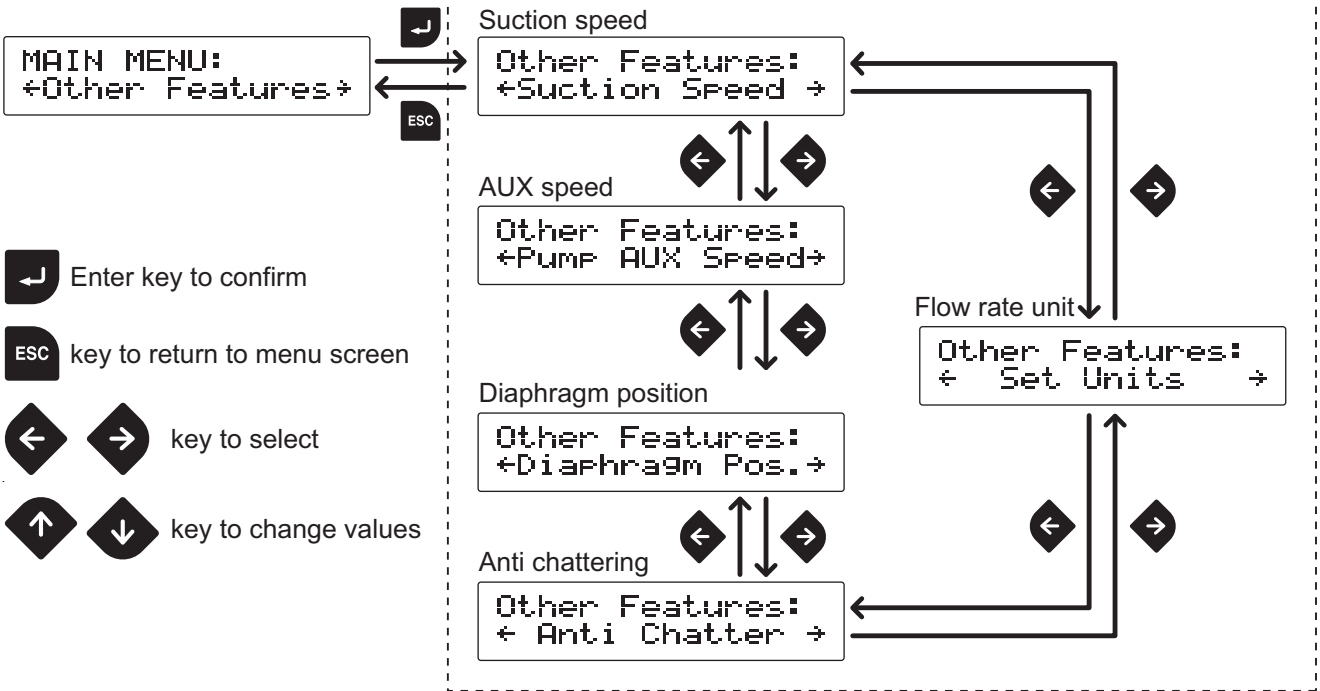 MAIN MENU:
←Other Features→
ESC
Suction speed
Other Features:
←Suction Speed →
AUX speed
Other Features:
←Pump AUX Speed→
Diaphragm position
Other Features:
←Diaphragm Pos.→
Anti chattering
Other Features:
← Anti Chatter →
Flow rate unit
Other Features:
← Set Units →
Enter key to confirm
ESC key to return to menu screen
key to select
key to change values